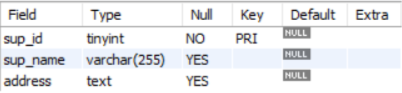 Field Type Null Key Default Extra
sup_id tinyint NO PRI NULL
sup_name varchar(255) YES NULL
address text YES NULL